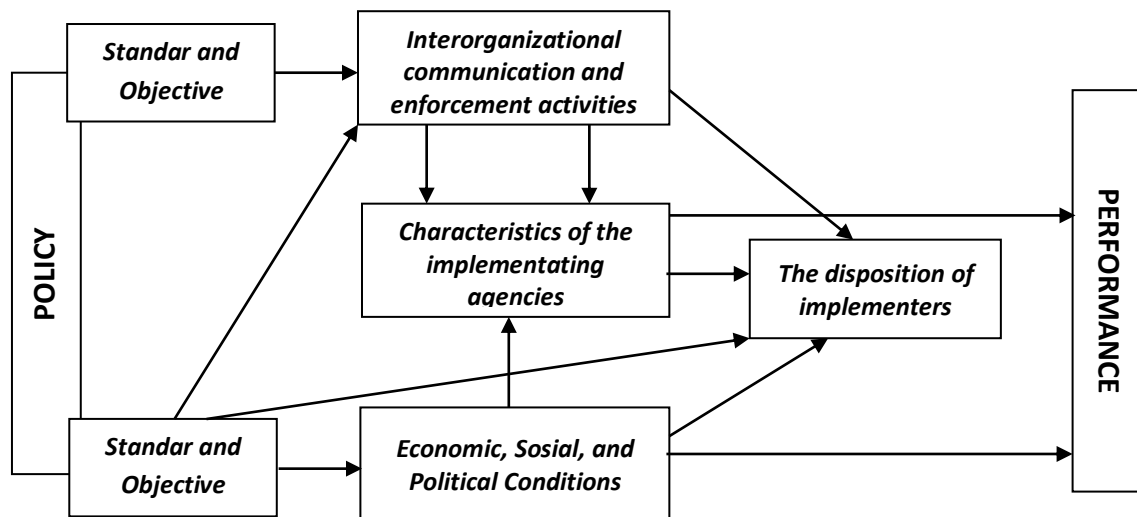 POLICY
Standar and
Objective
Interorganizational
communication and
enforcement activities
Characteristics of the
implementating
agencies
The disposition of
implementers
PERFORMANCE
Standar and
Objective
Economic, Sosial, and
Political Conditions